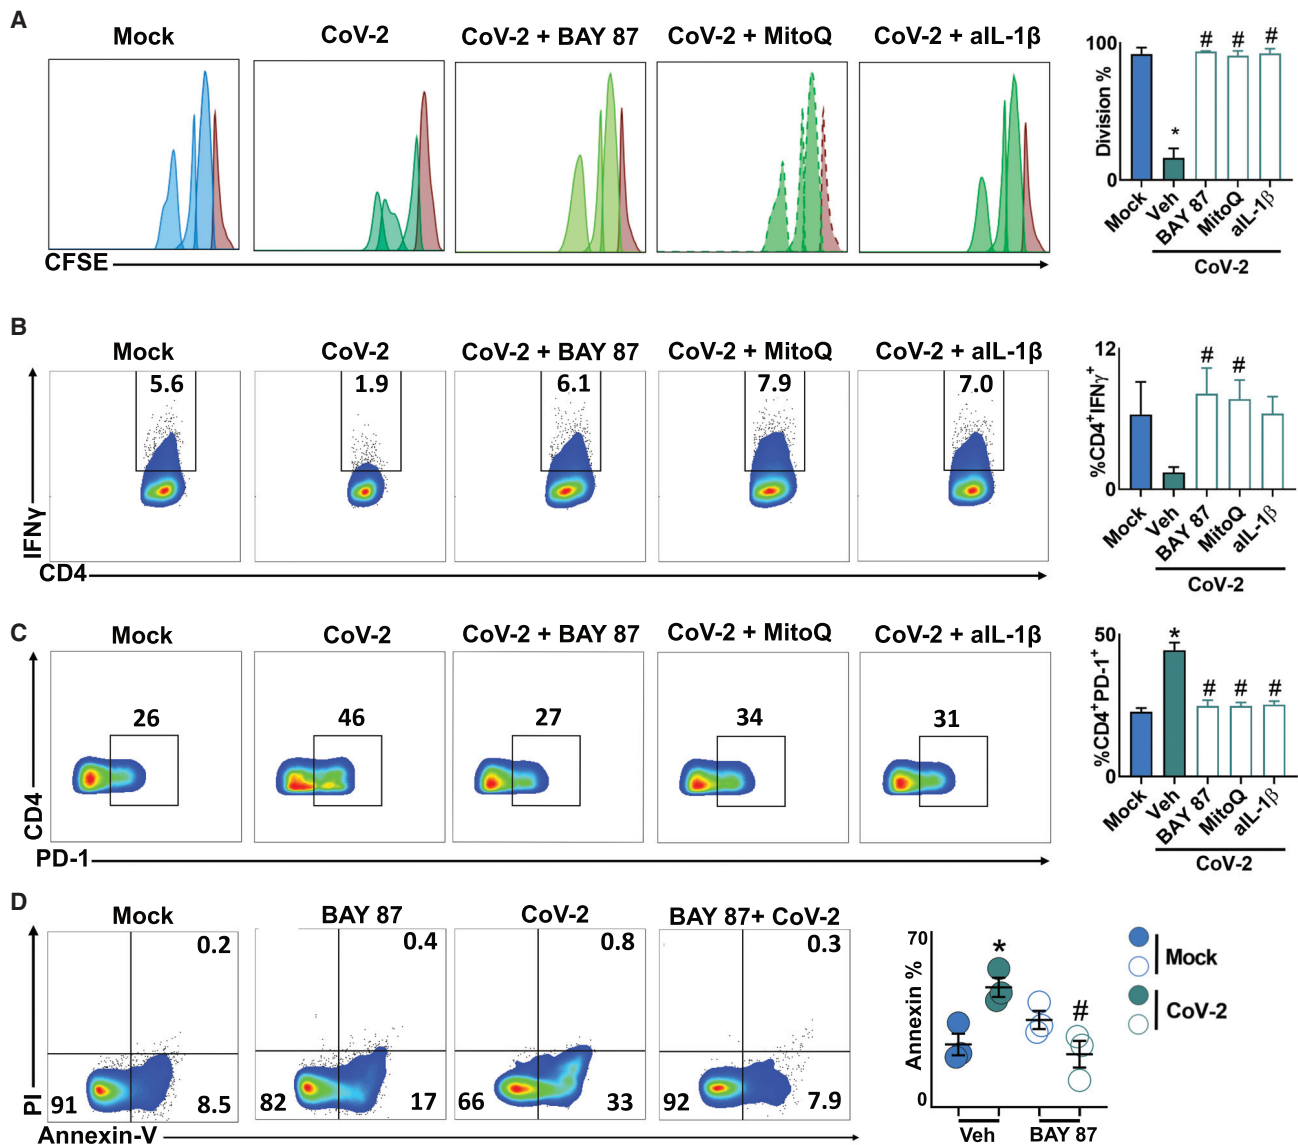 A
Mock
CoV-2
CoV-2 + BAY 87
CoV-2 + MitoQ
CoV-2 + aIL-1β
CFSE
100
Division %
0
*
#
#
#
Mock
Veh
BAY 87
MitoQ
aIL-1β
CoV-2
B
Mock
CoV-2
CoV-2 + BAY 87
CoV-2 + MitoQ
CoV-2 + aIL-1β
5.6
1.9
6.1
7.9
7.0
IFNγ
CD4
12
%CD4+IFNγ+
0
#
#
Mock
Veh
BAY 87
MitoQ
aIL-1β
CoV-2
C
Mock
CoV-2
CoV-2 + BAY 87
CoV-2 + MitoQ
CoV-2 + aIL-1β
26
46
27
34
31
CD4
PD-1
50
%CD4+PD-1+
0
*
#
#
#
Mock
Veh
BAY 87
MitoQ
aIL-1β
CoV-2
D
Mock
BAY 87
CoV-2
BAY 87+ CoV-2
0.2
0.4
0.8
0.3
91
8.5
82
17
66
33
92
7.9
PI
Annexin-V
70
Annexin %
0
*
#
Veh
BAY 87
Mock
CoV-2